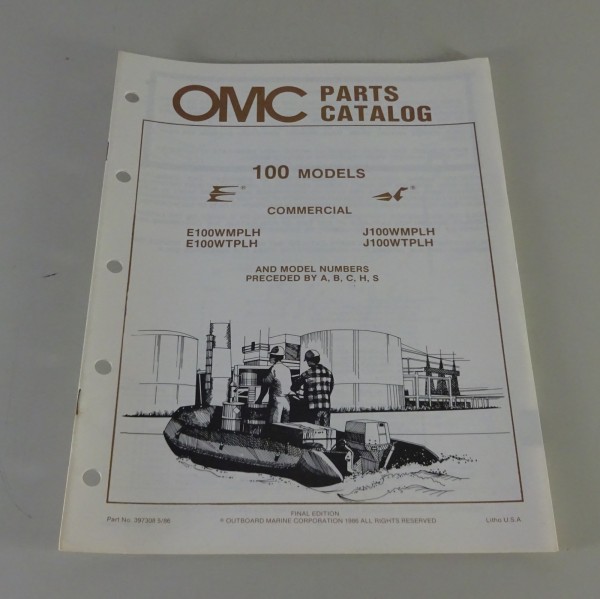 OMC PARTS CATALOG
100 MODELS
E® J®
COMMERCIAL
E100WMPLH J100WMPLH
E100WTPLH J100WTPLH
AND MODEL NUMBERS
PRECEDED BY A, B, C, H, S
FINAL EDITION
Part No. 397308 5/86 © OUTBOARD MARINE CORPORATION 1986 ALL RIGHTS RESERVED Litho U.S.A.